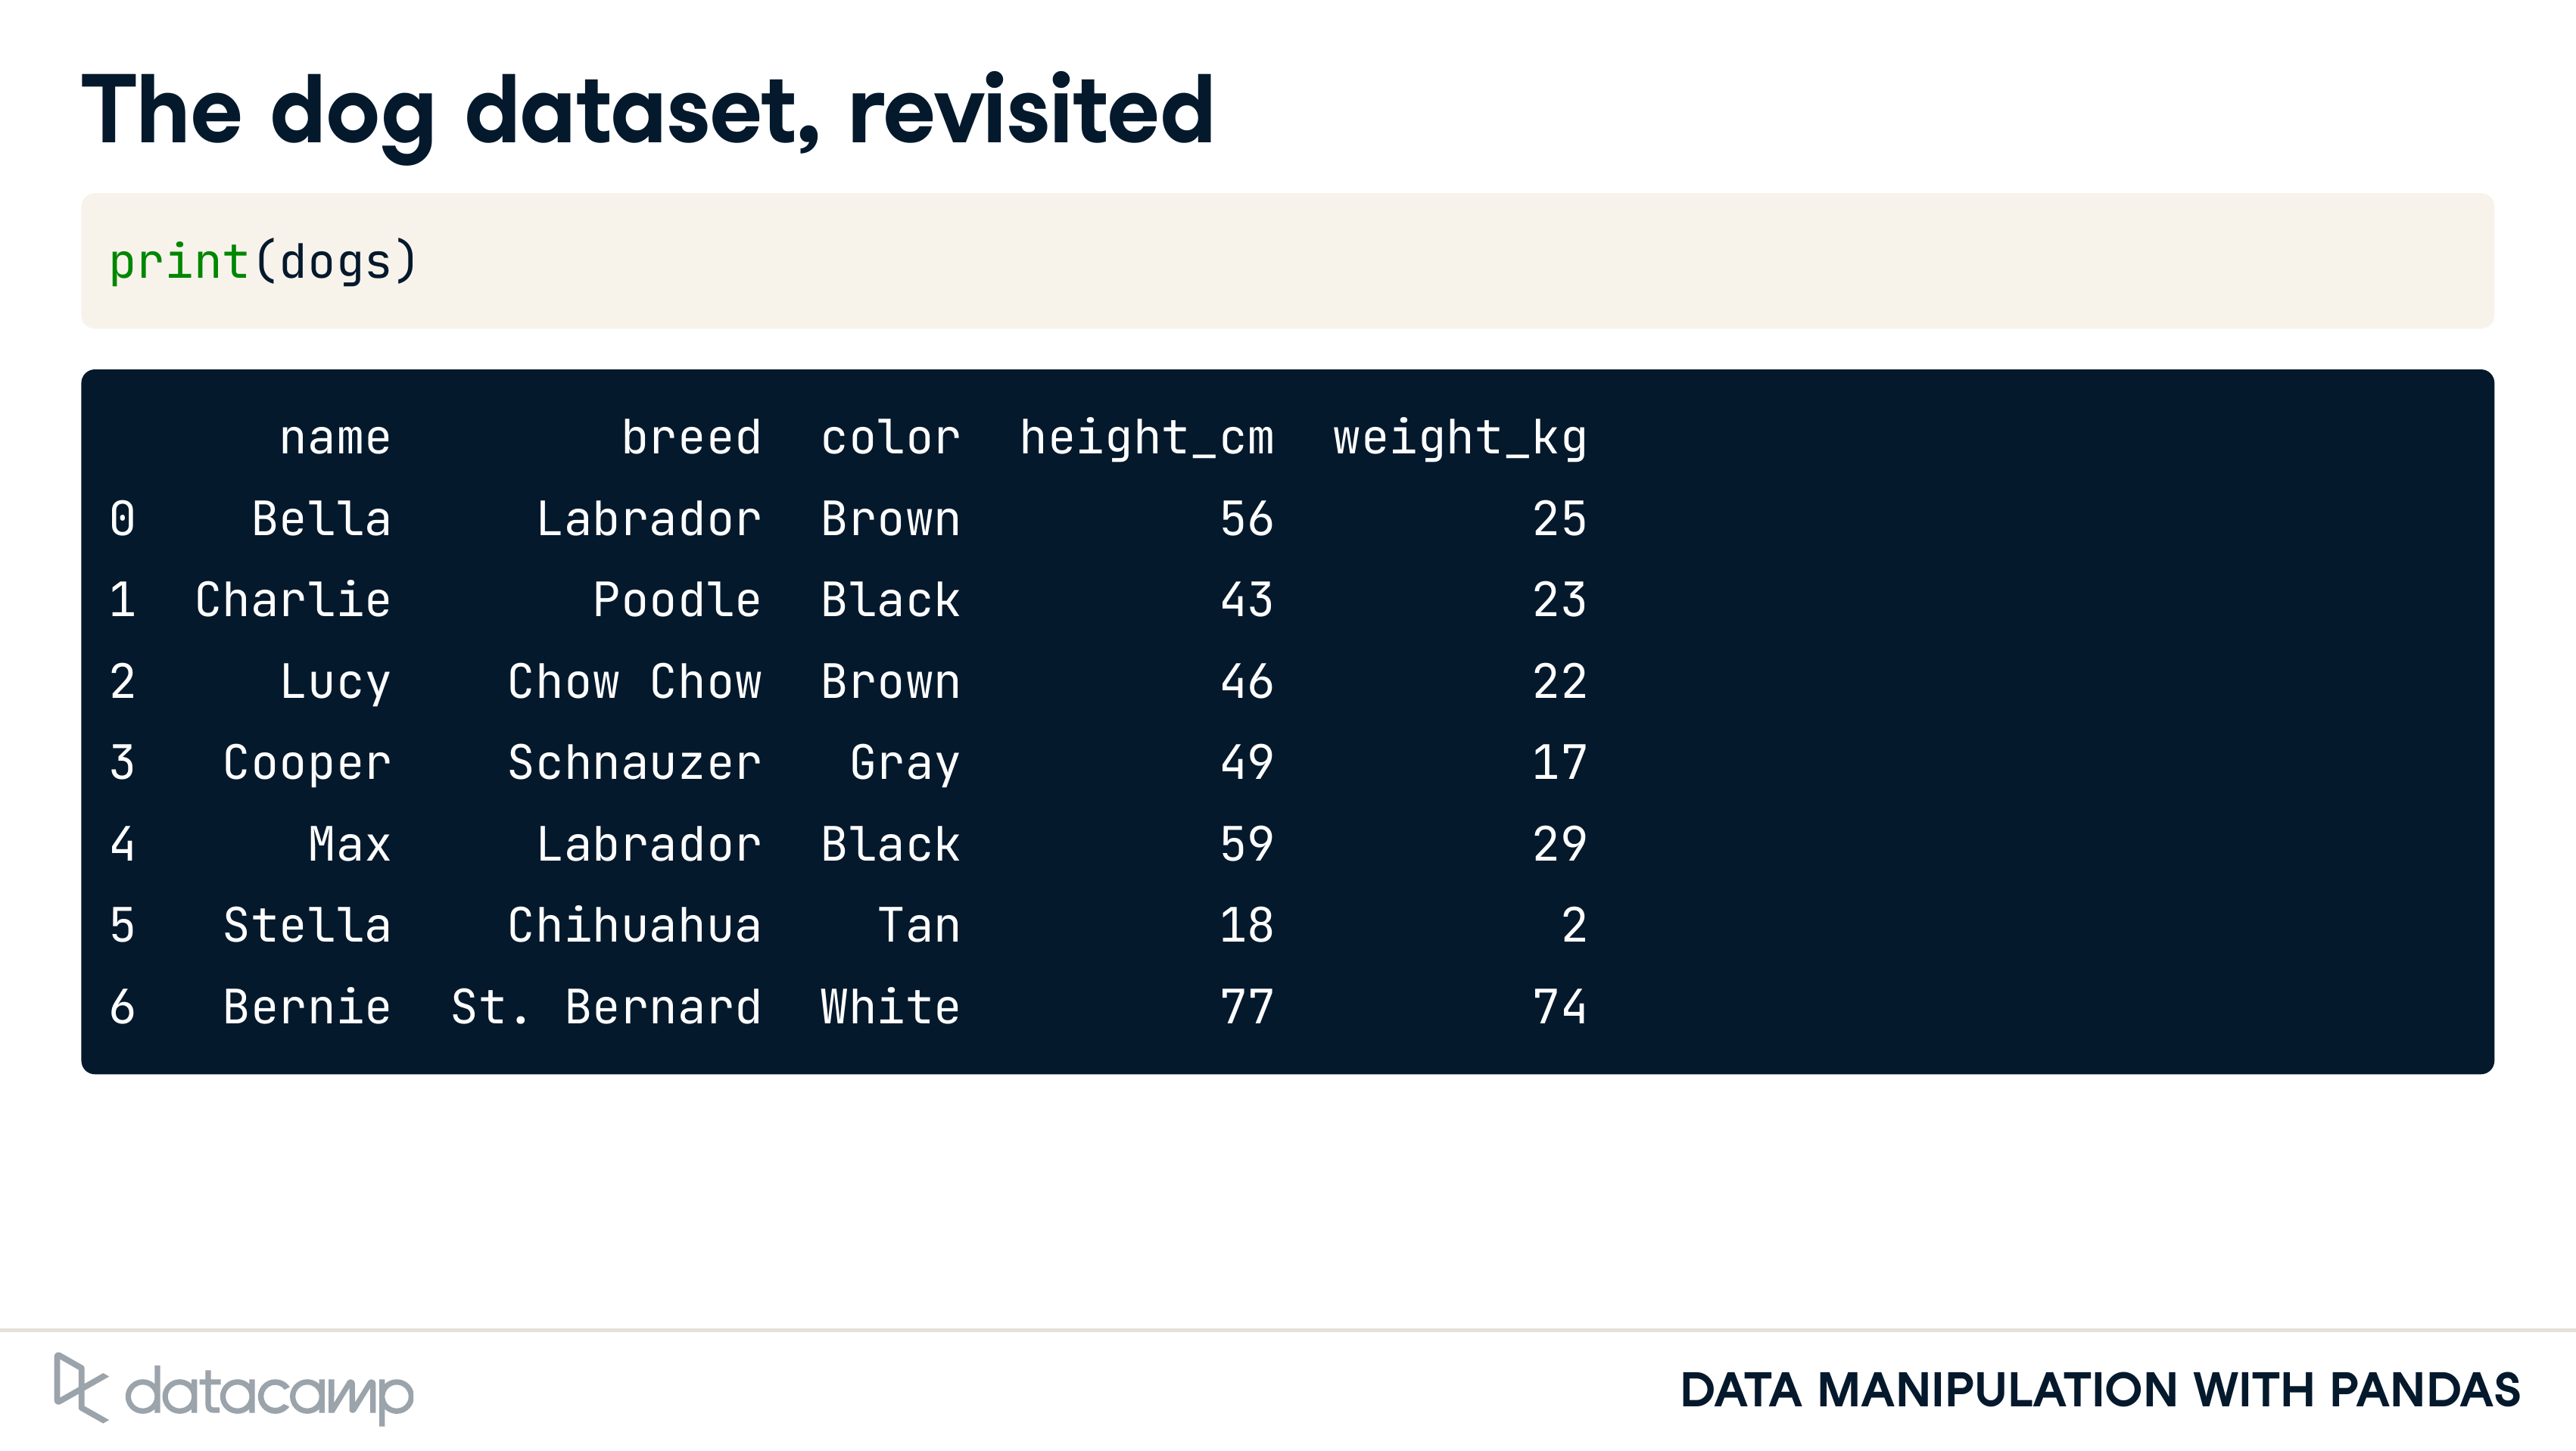 The dog dataset, revisited
print(dogs)
name breed color height_cm weight_kg
0 Bella Labrador Brown 56 25
1 Charlie Poodle Black 43 23
2 Lucy Chow Chow Brown 46 22
3 Cooper Schnauzer Gray 49 17
4 Max Labrador Black 59 29
5 Stella Chihuahua Tan 18 2
6 Bernie St. Bernard White 77 74
datacamp
DATA MANIPULATION WITH PANDAS